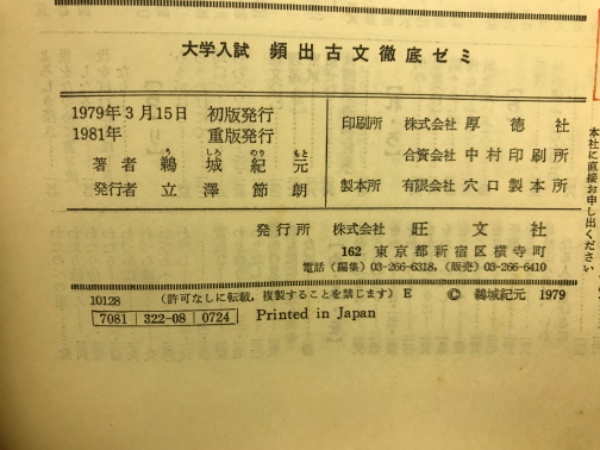 大学入試 頻出古文徹底ゼミ
1979年3月15日 初版発行
1981年 重版発行
著者 鵜城紀元
うしろのりもと
発行者 立澤節朗
印刷所 株式会社 厚徳社
合資会社 中村印刷所
製本所 有限会社 穴口製本所
発行所 株式会社 旺文社
162 東京都新宿区横寺町
電話(編集)03-266-6318,(販売)03-266-6410
10128 (許可なしに転載,複製することを禁じます) E © 鵜城紀元 1979
7081 322-08 0724 Printed in Japan
本社に直接お申し出ください